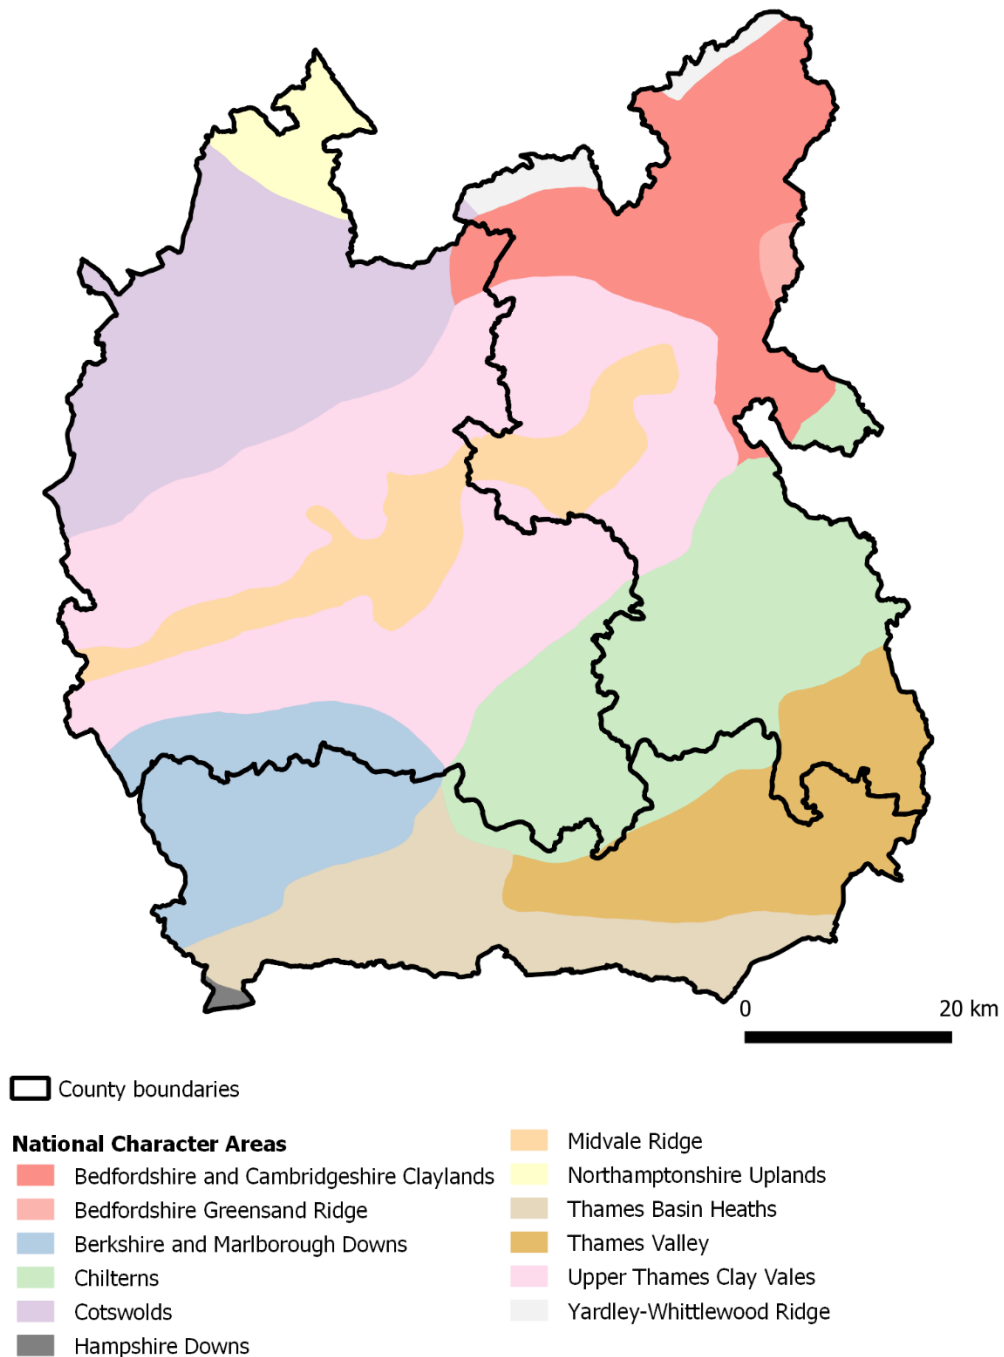 0 20 km
County boundaries
National Character Areas
Bedfordshire and Cambridgeshire Claylands
Bedfordshire Greensand Ridge
Berkshire and Marlborough Downs
Chilterns
Cotswolds
Hampshire Downs
Midvale Ridge
Northamptonshire Uplands
Thames Basin Heaths
Thames Valley
Upper Thames Clay Vales
Yardley-Whittlewood Ridge